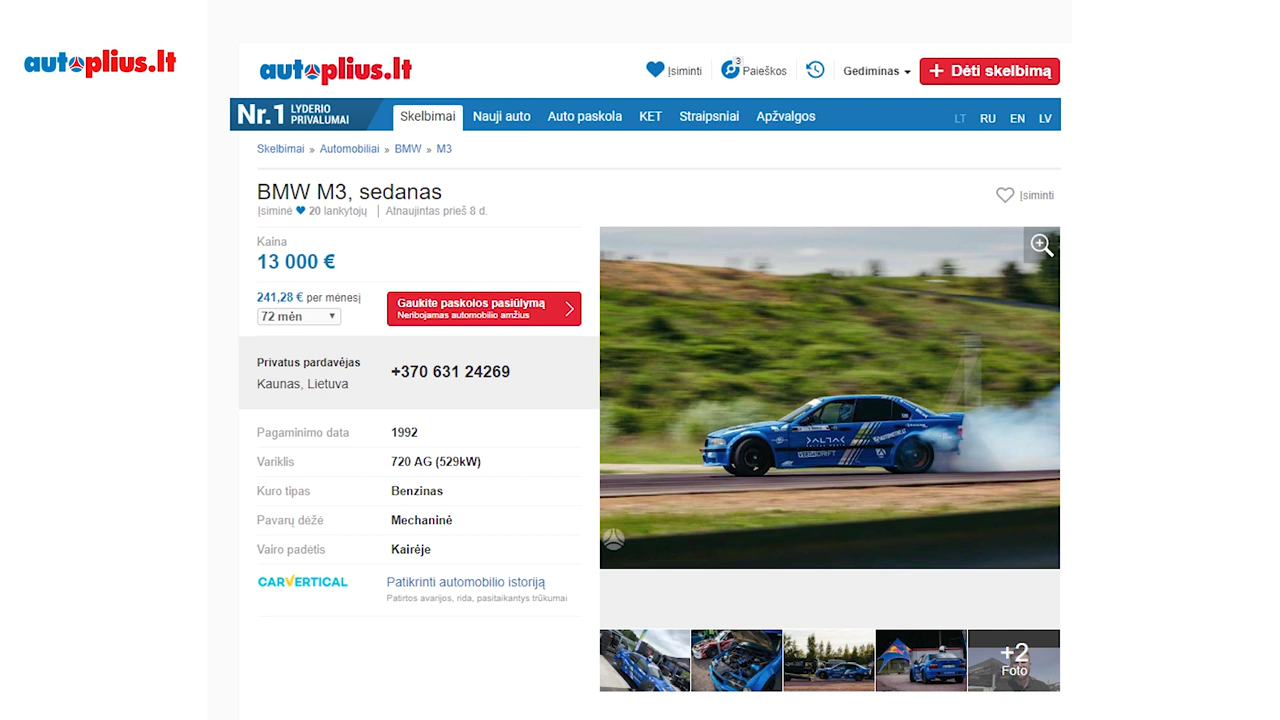 autoplius.lt
autoplius.lt
Įsiminti
3
Paieškos
Gediminas
+ Dėti skelbimą
Nr.1 LYDERIO PRIVALUMAI
Skelbimai
Nauji auto
Auto paskola
KET
Straipsniai
Apžvalgos
LT RU EN LV
Skelbimai » Automobiliai » BMW » M3
BMW M3, sedanas
Įsiminti
Įsiminė 20 lankytojų | Atnaujintas prieš 8 d.
Kaina
13 000 €
241,28 € per mėnesį
72 mėn
Gaukite paskolos pasiūlymą
Neribojamas automobilio amžius
Privatus pardavėjas
Kaunas, Lietuva
+370 631 24269
Pagaminimo data 1992
Variklis 720 AG (529kW)
Kuro tipas Benzinas
Pavarų dėžė Mechaninė
Vairo padėtis Kairėje
CARVERTICAL
Patikrinti automobilio istoriją
Patirtos avarijos, rida, pasitaikantys trūkumai
+2
Foto